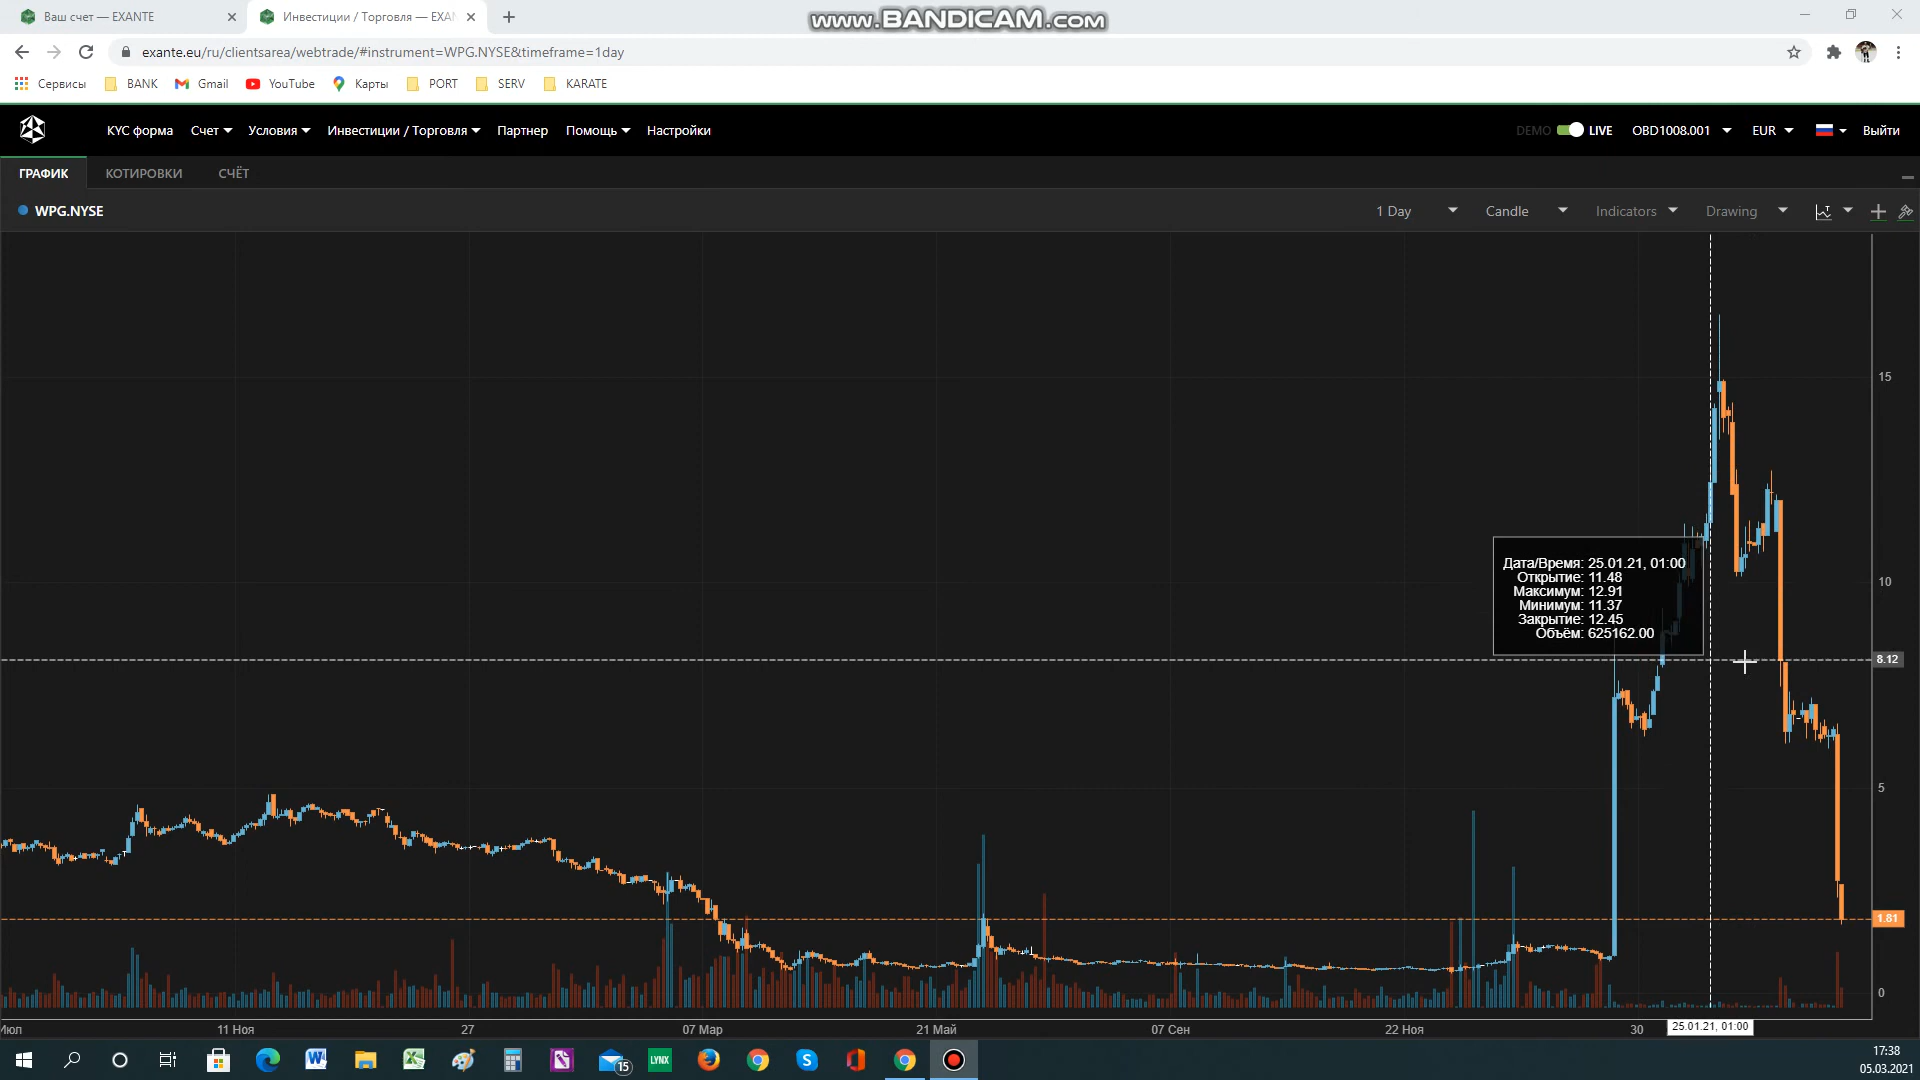 Ваш счет — EXANTE
Инвестиции / Торговля — EXAN
www.BANDICAM.com
exante.eu/ru/clientsarea/webtrade/#instrument=WPG.NYSE&timeframe=1day
Сервисы BANK Gmail YouTube Карты PORT SERV KARATE
KYC форма Счет Условия Инвестиции / Торговля Партнер Помощь Настройки DEMO LIVE OBD1008.001 EUR Выйти
ГРАФИК КОТИРОВКИ СЧЁТ
WPG.NYSE 1 Day Candle Indicators Drawing
15
Дата/Время: 25.01.21, 01:00
Открытие: 11.48
10
Максимум: 12.91
Минимум: 11.37
Закрытие: 12.45
Объём: 625162.00
8.12
5
1.81
0
Июл 11 Ноя 27 07 Мар 21 Май 07 Сен 22 Ноя 30 25.01.21, 01:00
15
LYNX
17:38
05.03.2021